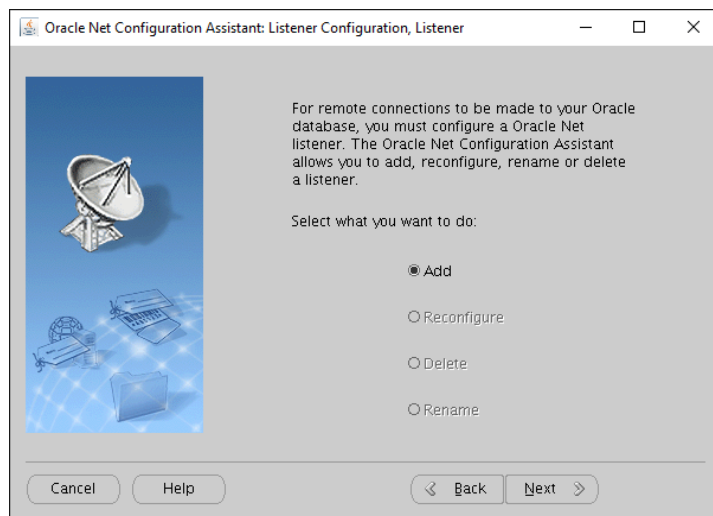 Oracle Net Configuration Assistant: Listener Configuration, Listener
For remote connections to be made to your Oracle
database, you must configure a Oracle Net
listener. The Oracle Net Configuration Assistant
allows you to add, reconfigure, rename or delete
a listener.
Select what you want to do:
Add
Reconfigure
Delete
Rename
Cancel Help Back Next